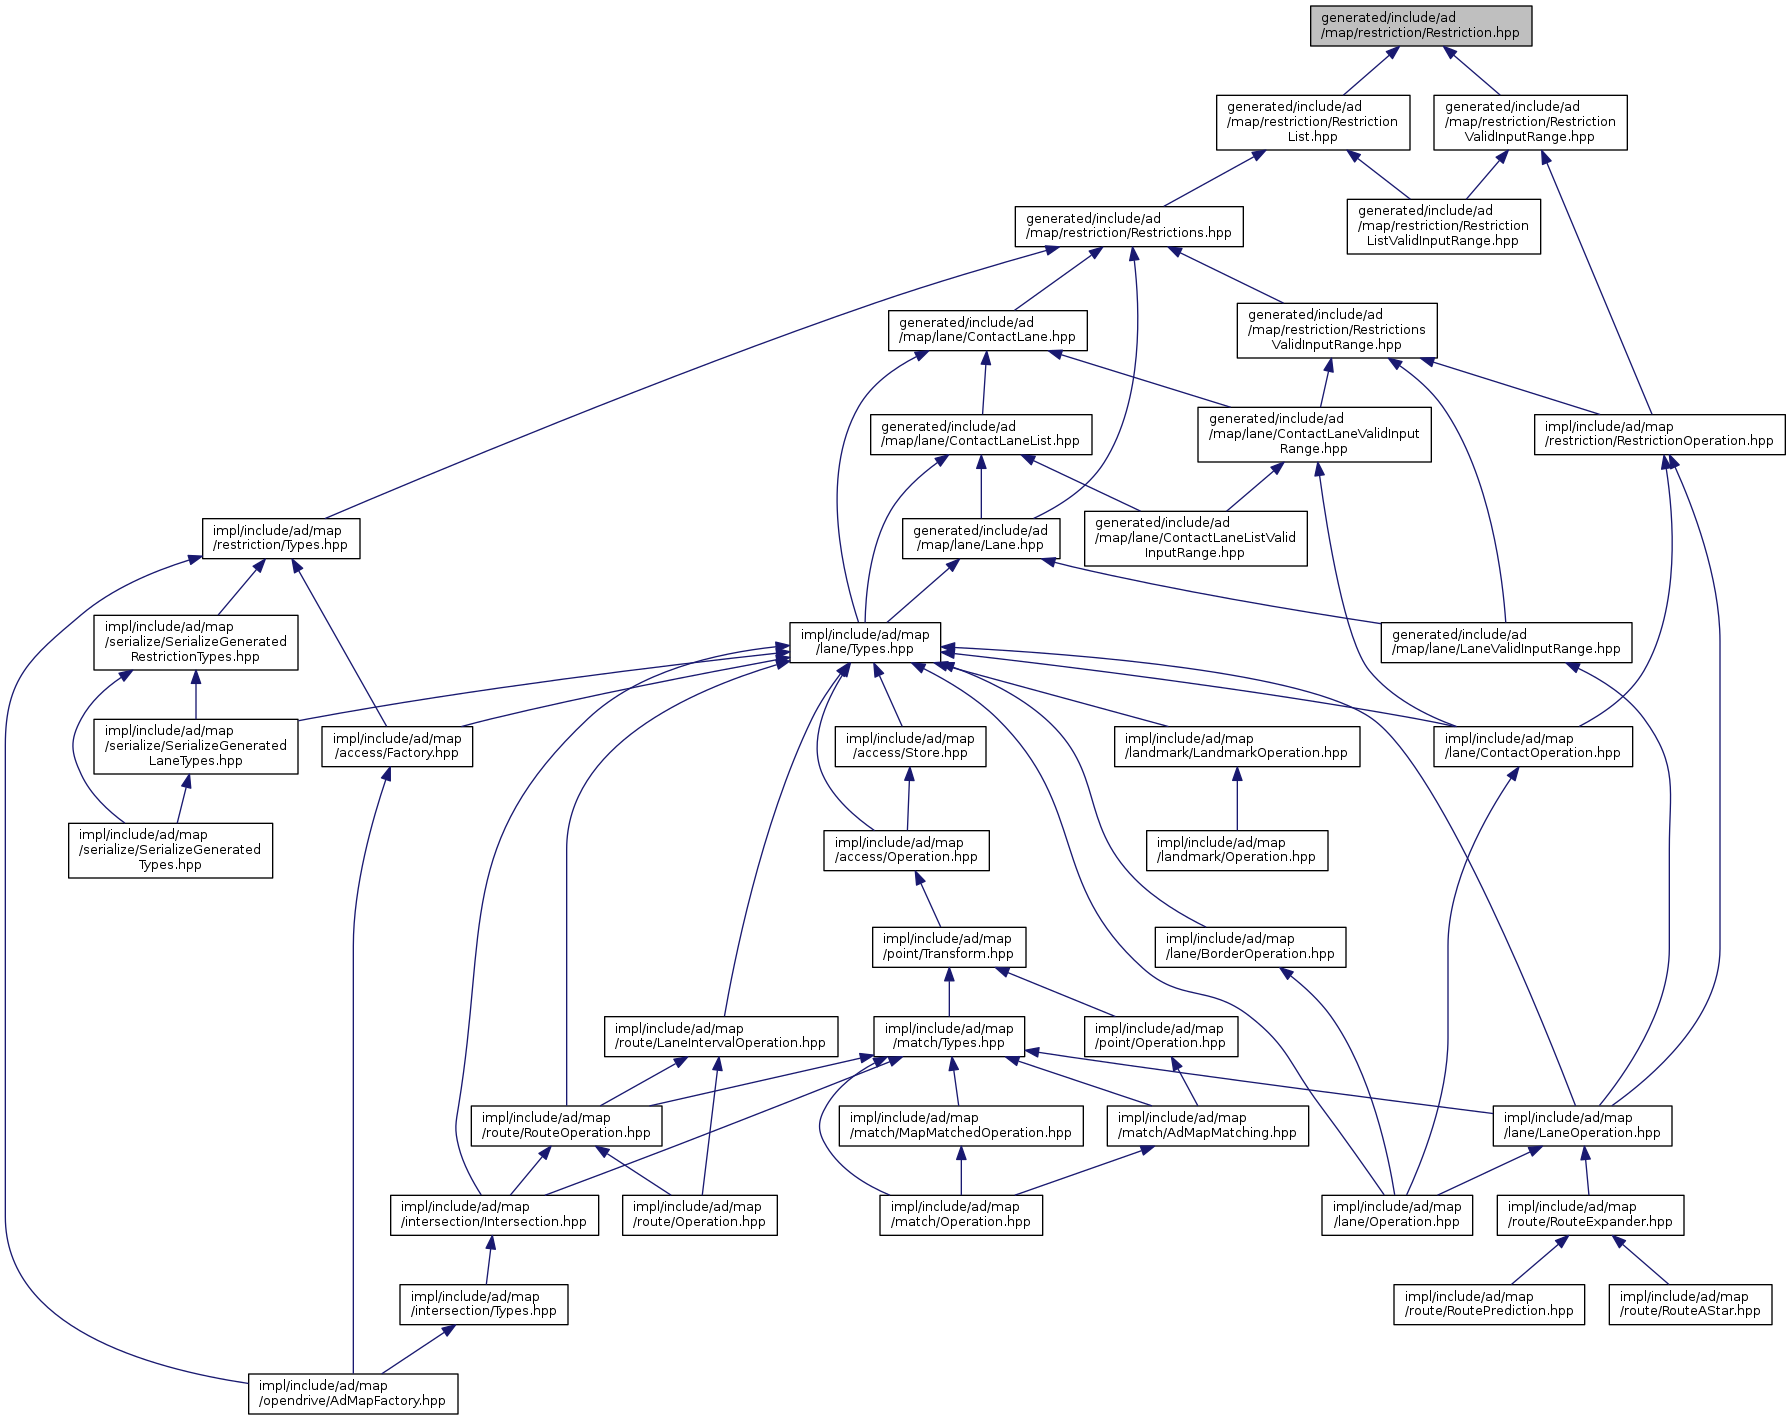 generated/include/ad
/map/restriction/Restriction.hpp
generated/include/ad
/map/restriction/Restriction
List.hpp
generated/include/ad
/map/restriction/Restriction
ValidInputRange.hpp
generated/include/ad
/map/restriction/Restrictions.hpp
generated/include/ad
/map/restriction/Restriction
ListValidInputRange.hpp
generated/include/ad
/map/lane/ContactLane.hpp
generated/include/ad
/map/restriction/Restrictions
ValidInputRange.hpp
generated/include/ad
/map/lane/ContactLaneList.hpp
generated/include/ad
/map/lane/ContactLaneValidInput
Range.hpp
impl/include/ad/map
/restriction/RestrictionOperation.hpp
impl/include/ad/map
/restriction/Types.hpp
generated/include/ad
/map/lane/Lane.hpp
generated/include/ad
/map/lane/ContactLaneListValid
InputRange.hpp
impl/include/ad/map
/serialize/SerializeGenerated
RestrictionTypes.hpp
impl/include/ad/map
/lane/Types.hpp
generated/include/ad
/map/lane/LaneValidInputRange.hpp
impl/include/ad/map
/serialize/SerializeGenerated
LaneTypes.hpp
impl/include/ad/map
/access/Factory.hpp
impl/include/ad/map
/access/Store.hpp
impl/include/ad/map
/landmark/LandmarkOperation.hpp
impl/include/ad/map
/lane/ContactOperation.hpp
impl/include/ad/map
/serialize/SerializeGenerated
Types.hpp
impl/include/ad/map
/access/Operation.hpp
impl/include/ad/map
/landmark/Operation.hpp
impl/include/ad/map
/point/Transform.hpp
impl/include/ad/map
/lane/BorderOperation.hpp
impl/include/ad/map
/route/LaneIntervalOperation.hpp
impl/include/ad/map
/match/Types.hpp
impl/include/ad/map
/point/Operation.hpp
impl/include/ad/map
/route/RouteOperation.hpp
impl/include/ad/map
/match/MapMatchedOperation.hpp
impl/include/ad/map
/match/AdMapMatching.hpp
impl/include/ad/map
/lane/LaneOperation.hpp
impl/include/ad/map
/intersection/Intersection.hpp
impl/include/ad/map
/route/Operation.hpp
impl/include/ad/map
/match/Operation.hpp
impl/include/ad/map
/lane/Operation.hpp
impl/include/ad/map
/route/RouteExpander.hpp
impl/include/ad/map
/intersection/Types.hpp
impl/include/ad/map
/route/RoutePrediction.hpp
impl/include/ad/map
/route/RouteAStar.hpp
impl/include/ad/map
/opendrive/AdMapFactory.hpp